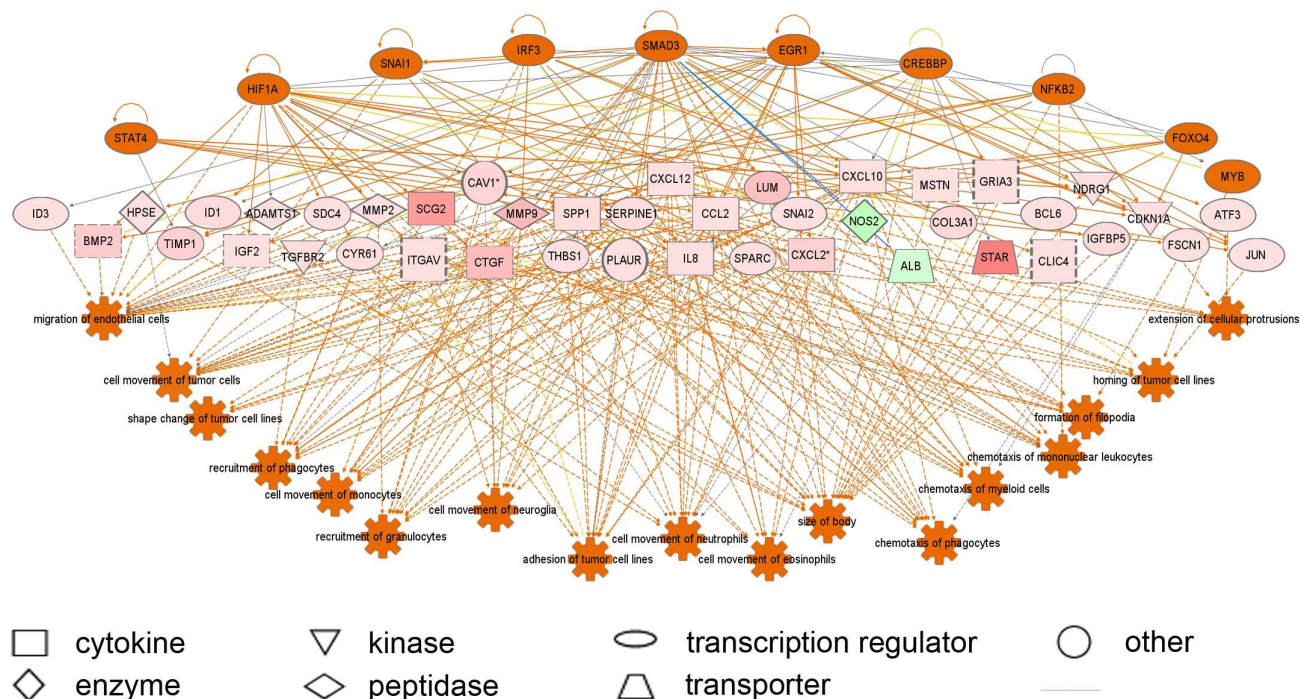 SMAD3
IRF3
EGR1
SNAI1
CREBBP
HIF1A
NFKB2
STAT4
FOXO4
CXCL12
CXCL10
GRIA3
MYB
CAV1*
LUM
MSTN
NDRG1
ID3
HPSE
ID1
ADAMTS1
SDC4
MMP2
SCG2
MMP9
SPP1
SERPINE1
CCL2
SNAI2
NOS2
COL3A1
BCL6
CDKN1A
ATF3
BMP2
TIMP1
IGF2
TGFBR2
CYR61
ITGAV
CTGF
THBS1
PLAUR
IL8
SPARC
CXCL2*
ALB
STAR
CLIC4
IGFBP5
FSCN1
JUN
migration of endothelial cells
extension of cellular protrusions
cell movement of tumor cells
homing of tumor cell lines
shape change of tumor cell lines
formation of filopodia
recruitment of phagocytes
chemotaxis of mononuclear leukocytes
cell movement of monocytes
chemotaxis of myeloid cells
cell movement of neuroglia
size of body
recruitment of granulocytes
cell movement of neutrophils
chemotaxis of phagocytes
adhesion of tumor cell lines
cell movement of eosinophils
cytokine kinase transcription regulator other
enzyme peptidase transporter